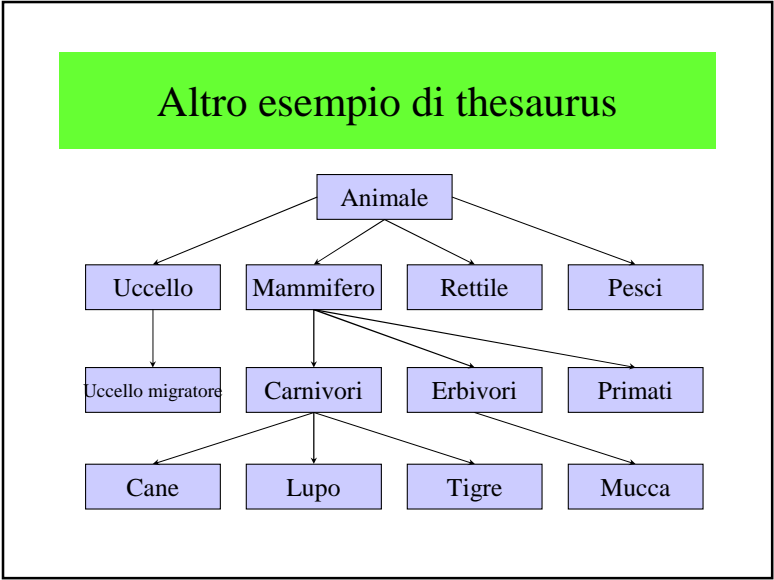 Altro esempio di thesaurus
Animale
Uccello
Mammifero
Rettile
Pesci
Uccello migratore
Carnivori
Erbivori
Primati
Cane
Lupo
Tigre
Mucca